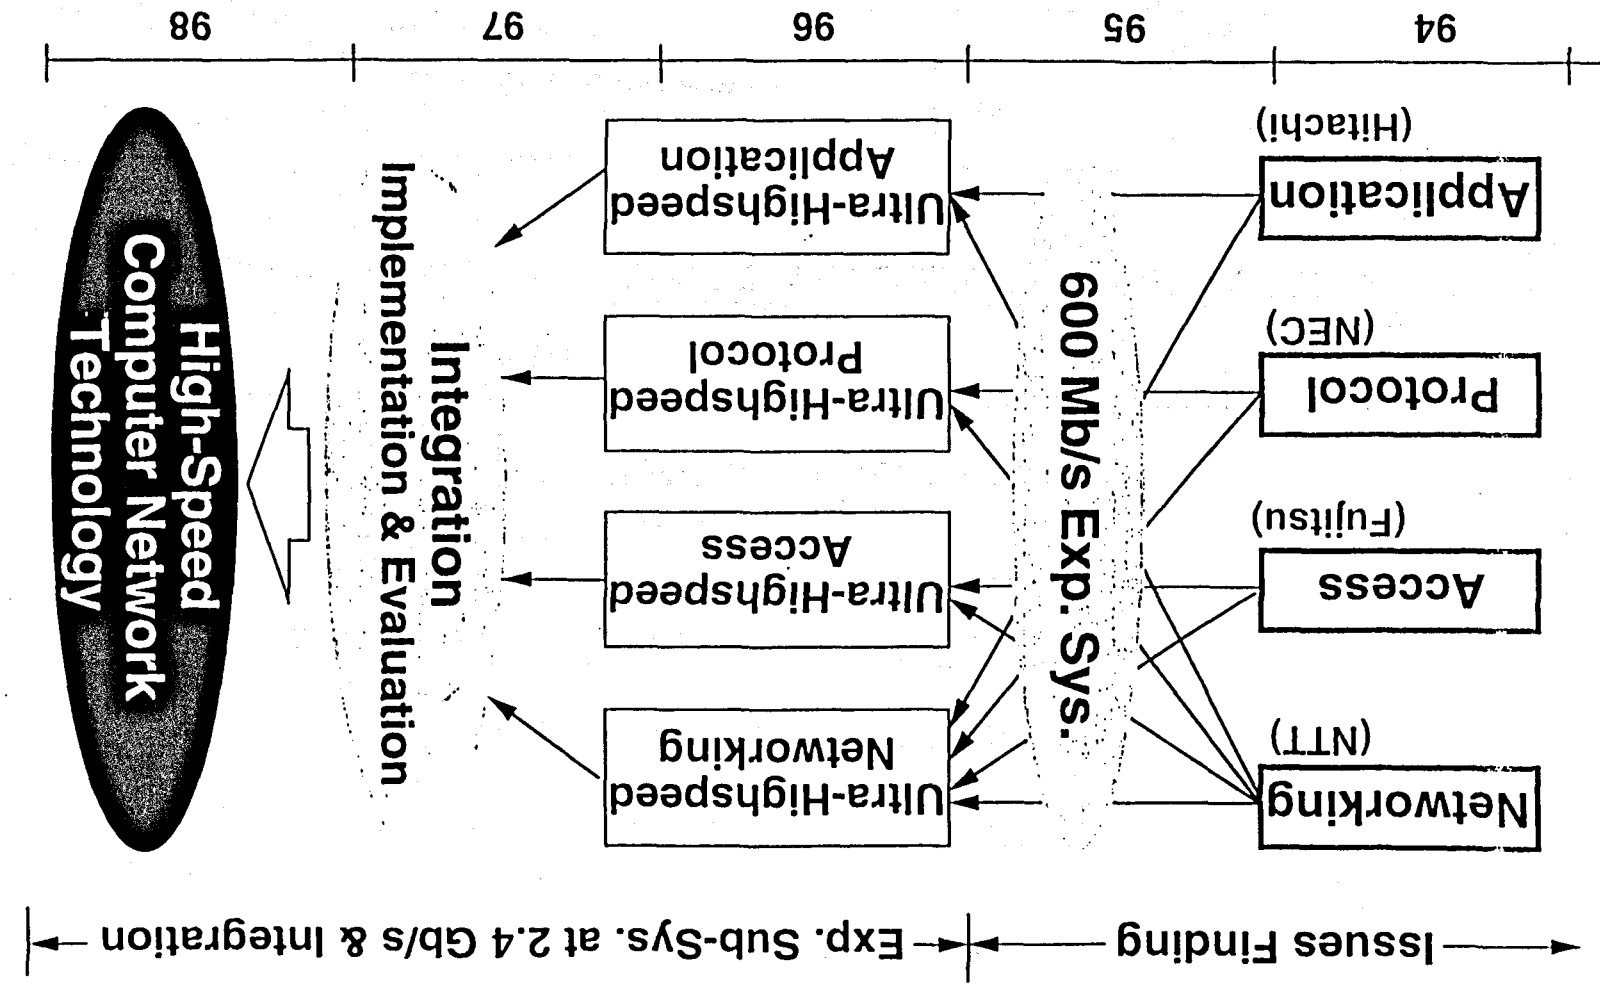 Issues Finding
Exp. Sub-Sys. at 2.4 Gb/s & Integration
Networking
(NTT)
Access
(Fujitsu)
Protocol
(NEC)
Application
(Hitachi)
600 Mb/s Exp. Sys.
Ultra-Highspeed
Networking
Ultra-Highspeed
Access
Ultra-Highspeed
Protocol
Ultra-Highspeed
Application
Integration
Implementation & Evaluation
High-Speed
Computer Network
Technology
94
95
96
97
98